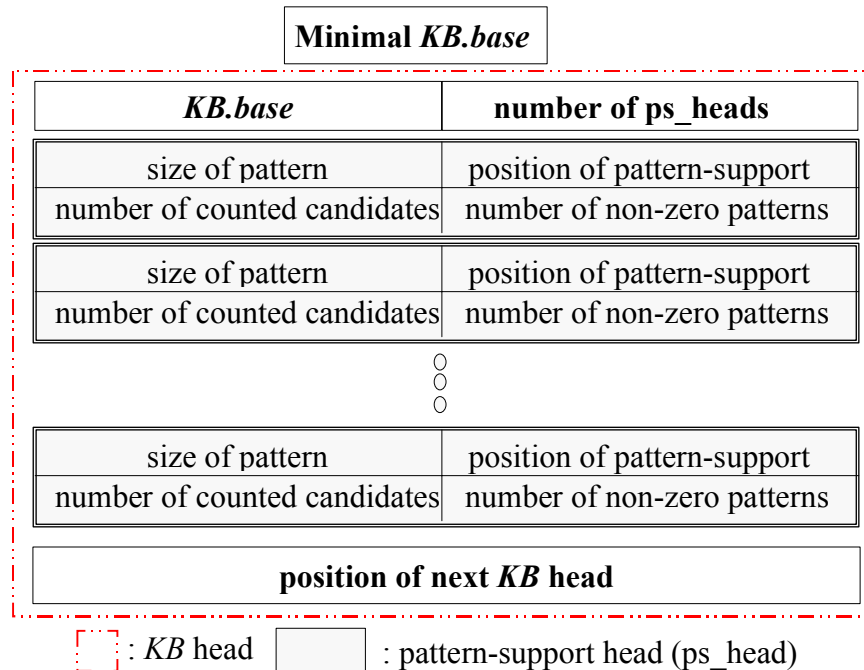 Minimal KB.base
KB.base number of ps_heads
size of pattern position of pattern-support
number of counted candidates number of non-zero patterns
size of pattern position of pattern-support
number of counted candidates number of non-zero patterns
size of pattern position of pattern-support
number of counted candidates number of non-zero patterns
position of next KB head
: KB head : pattern-support head (ps_head)